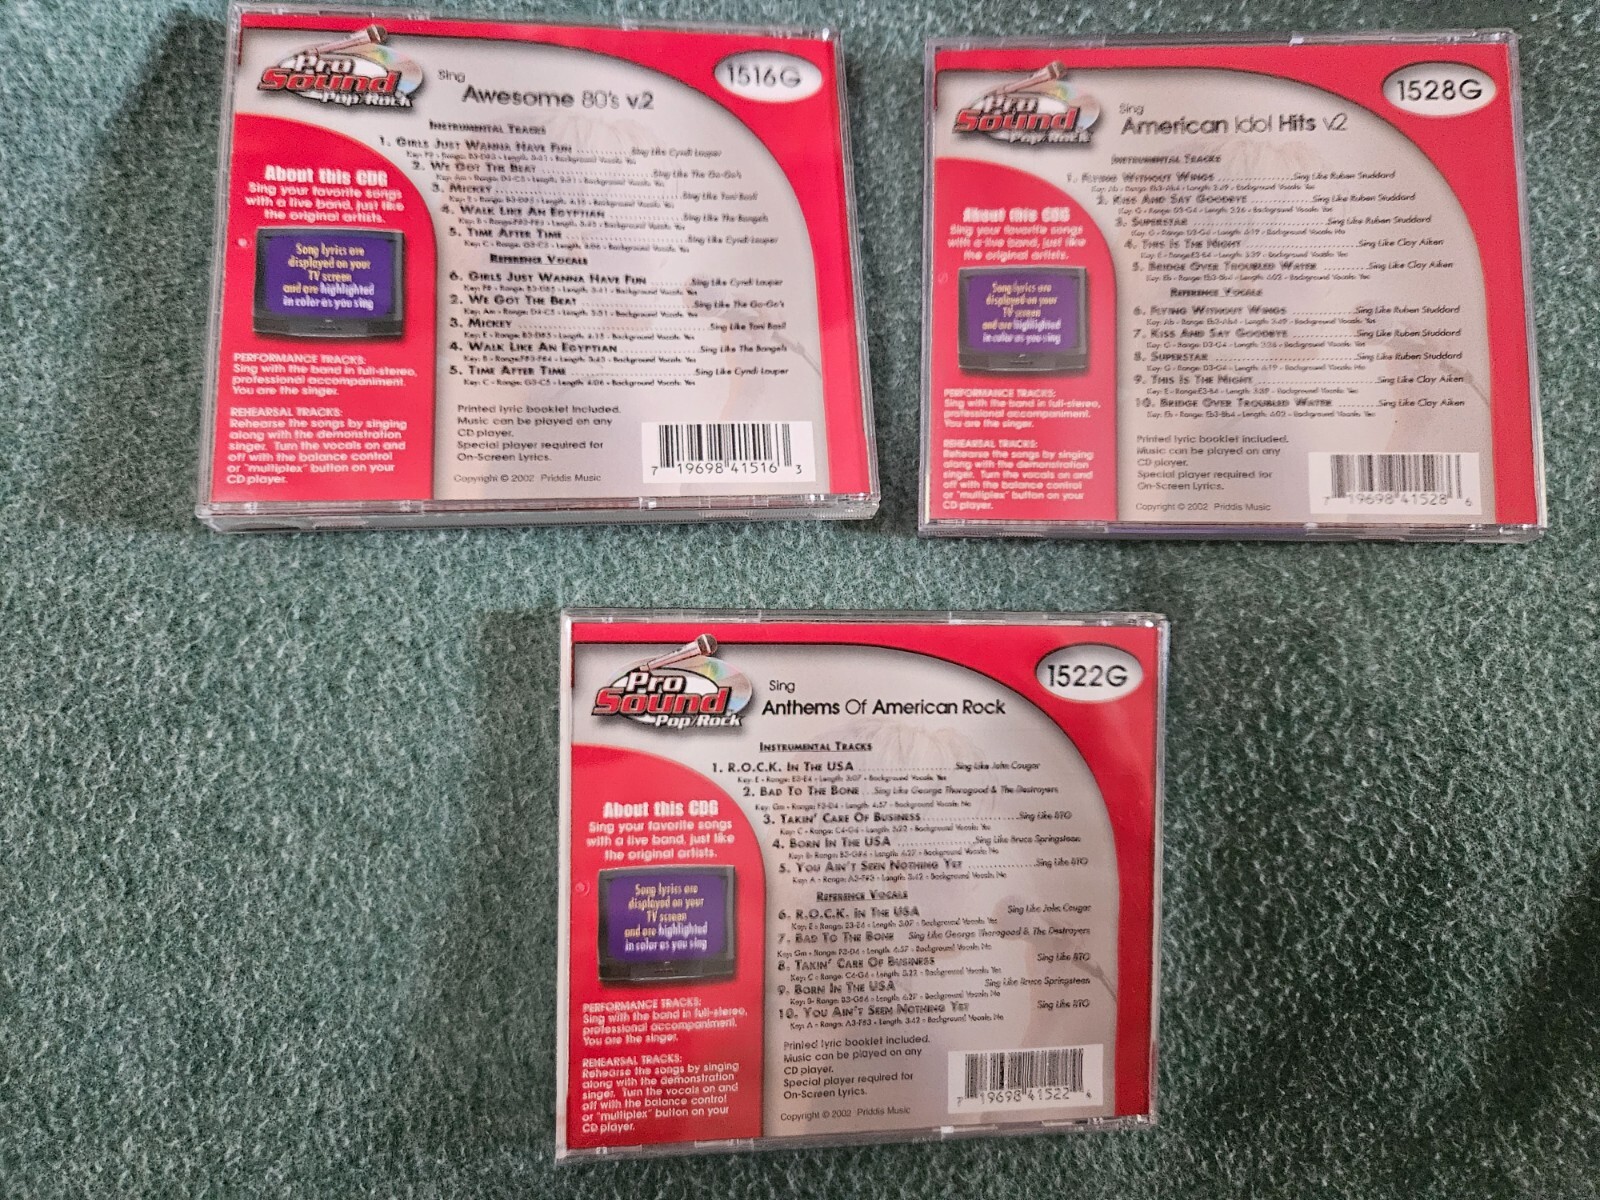 Pro
Sound
Pop/Rock
Sing
Awesome 80's v.2
1516G
INSTRUMENTAL TRACKS
1. GIRLS JUST WANNA HAVE FUN Sing Like Cyndi Lauper
2. WE GOT THE BEAT Sing Like The Go-Go's
3. MICKEY Sing Like Toni Basil
4. WALK LIKE AN EGYPTIAN Sing Like The Bangels
5. TIME AFTER TIME Sing Like Cyndi Lauper
REFERENCE VOCALS
6. GIRLS JUST WANNA HAVE FUN Sing Like Cyndi Lauper
2. WE GOT THE BEAT Sing Like The Go-Go's
3. MICKEY Sing Like Toni Basil
4. WALK LIKE AN EGYPTIAN Sing Like The Bangels
5. TIME AFTER TIME Sing Like Cyndi Lauper
Key: C - Range: G3-C5 - Length: 4:06 - Background Vocals: Yes
About this CDG
Sing your favorite songs
with a live band, just like
the original artists.
Song lyrics are
displayed on your
TV screen
and are highlighted
in color as you sing
PERFORMANCE TRACKS:
Sing with the band in full-stereo,
professional accompaniment.
You are the singer.
REHEARSAL TRACKS:
Rehearse the songs by singing
along with the demonstration
singer. Turn the vocals on and
off with the balance control
or "multiplex" button on your
CD player.
Printed lyric booklet included.
Music can be played on any
CD player.
Special player required for
On-Screen Lyrics.
Copyright © 2002 Priddis Music
7 19698 41516 3
Pro
Sound
Pop/Rock
Sing
American Idol Hits v.2
1528G
INSTRUMENTAL TRACKS
1. FLYING WITHOUT WINGS Sing Like Ruben Studdard
2. KISS AND SAY GOODBYE Sing Like Ruben Studdard
3. SUPERSTAR Sing Like Ruben Studdard
4. THIS IS THE NIGHT Sing Like Clay Aiken
5. BRIDGE OVER TROUBLED WATER Sing Like Clay Aiken
REFERENCE VOCALS
6. FLYING WITHOUT WINGS Sing Like Ruben Studdard
7. KISS AND SAY GOODBYE Sing Like Ruben Studdard
8. SUPERSTAR Sing Like Ruben Studdard
9. THIS IS THE NIGHT Sing Like Clay Aiken
10. BRIDGE OVER TROUBLED WATER Sing Like Clay Aiken
About this CDG
Sing your favorite songs
with a live band, just like
the original artists.
Song lyrics are
displayed on your
TV screen
and are highlighted
in color as you sing
PERFORMANCE TRACKS:
Sing with the band in full-stereo,
professional accompaniment.
You are the singer.
REHEARSAL TRACKS:
Rehearse the songs by singing
along with the demonstration
singer. Turn the vocals on and
off with the balance control
or "multiplex" button on your
CD player.
Printed lyric booklet included.
Music can be played on any
CD player.
Special player required for
On-Screen Lyrics.
Copyright © 2002 Priddis Music
7 19698 41528 6
Pro
Sound
Pop/Rock
Sing
Anthems Of American Rock
1522G
INSTRUMENTAL TRACKS
1. R.O.C.K. IN THE USA Sing Like John Cougar
2. BAD TO THE BONE Sing Like George Thorogood & The Destroyers
3. TAKIN' CARE OF BUSINESS Sing Like BTO
4. BORN IN THE USA Sing Like Bruce Springsteen
5. YOU AIN'T SEEN NOTHING YET Sing Like BTO
REFERENCE VOCALS
6. R.O.C.K. IN THE USA Sing Like John Cougar
7. BAD TO THE BONE Sing Like George Thorogood & The Destroyers
8. TAKIN' CARE OF BUSINESS Sing Like BTO
9. BORN IN THE USA Sing Like Bruce Springsteen
10. YOU AIN'T SEEN NOTHING YET Sing Like BTO
About this CDG
Sing your favorite songs
with a live band, just like
the original artists.
Song lyrics are
displayed on your
TV screen
and are highlighted
in color as you sing
PERFORMANCE TRACKS:
Sing with the band in full-stereo,
professional accompaniment.
You are the singer.
REHEARSAL TRACKS:
Rehearse the songs by singing
along with the demonstration
singer. Turn the vocals on and
off with the balance control
or "multiplex" button on your
CD player.
Printed lyric booklet included.
Music can be played on any
CD player.
Special player required for
On-Screen Lyrics.
Copyright © 2002 Priddis Music
7 19698 41522